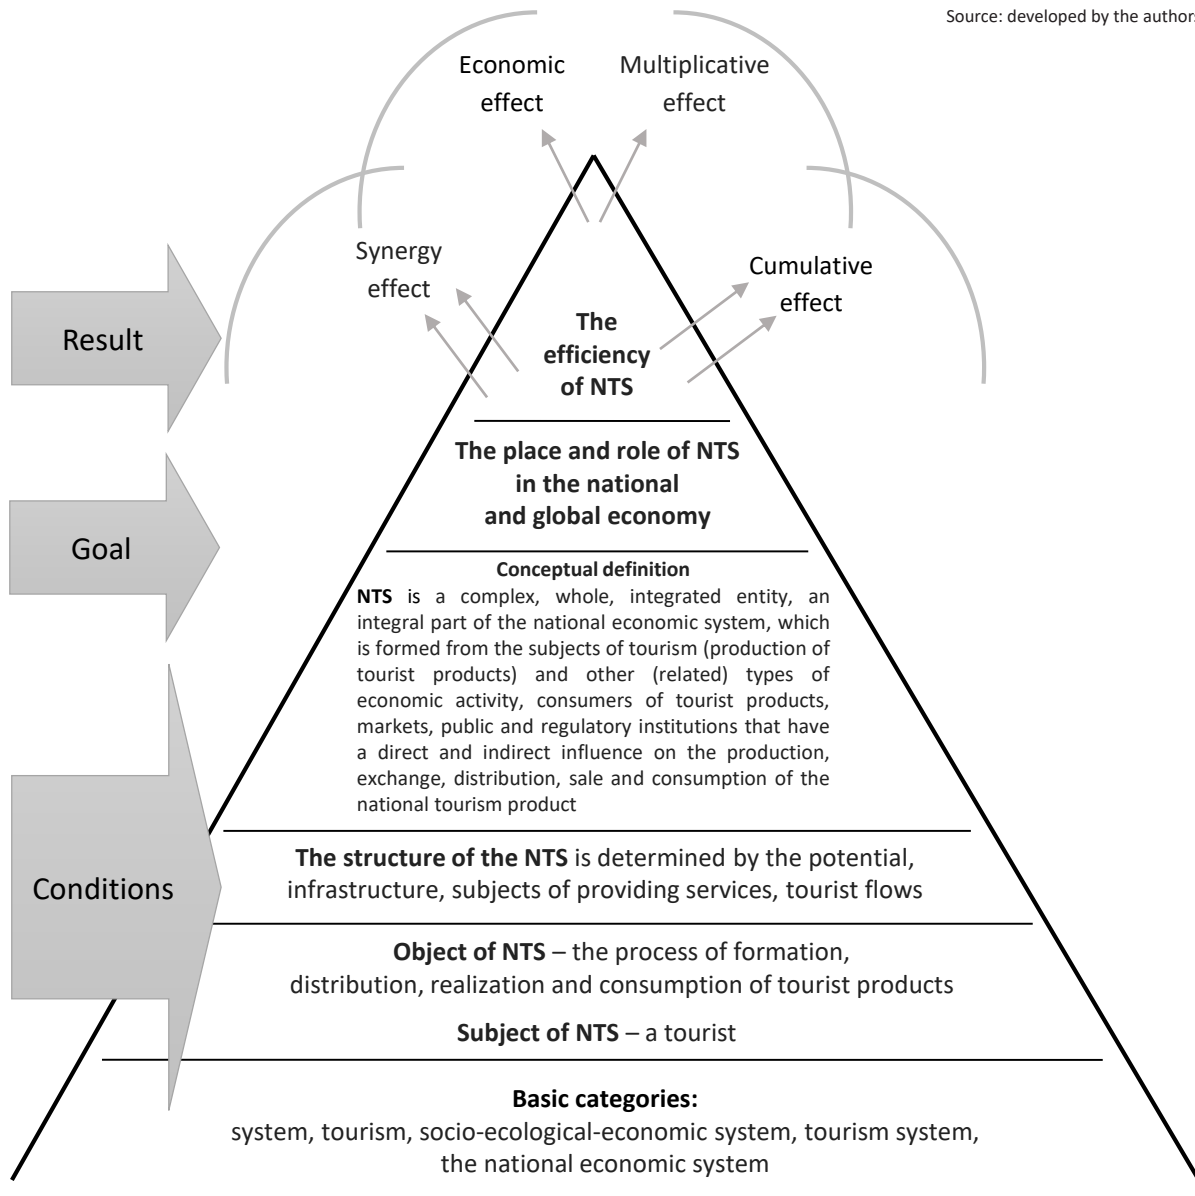 Source: developed by the authors
Economic
effect
Multiplicative
effect
Synergy
effect
Cumulative
effect
Result
The
efficiency
of NTS
The place and role of NTS
in the national
and global economy
Goal
Conceptual definition
NTS is a complex, whole, integrated entity, an
integral part of the national economic system, which
is formed from the subjects of tourism (production of
tourist products) and other (related) types of
economic activity, consumers of tourist products,
markets, public and regulatory institutions that have
a direct and indirect influence on the production,
exchange, distribution, sale and consumption of the
national tourism product
Conditions
The structure of the NTS is determined by the potential,
infrastructure, subjects of providing services, tourist flows
Object of NTS – the process of formation,
distribution, realization and consumption of tourist products
Subject of NTS – a tourist
Basic categories:
system, tourism, socio-ecological-economic system, tourism system,
the national economic system